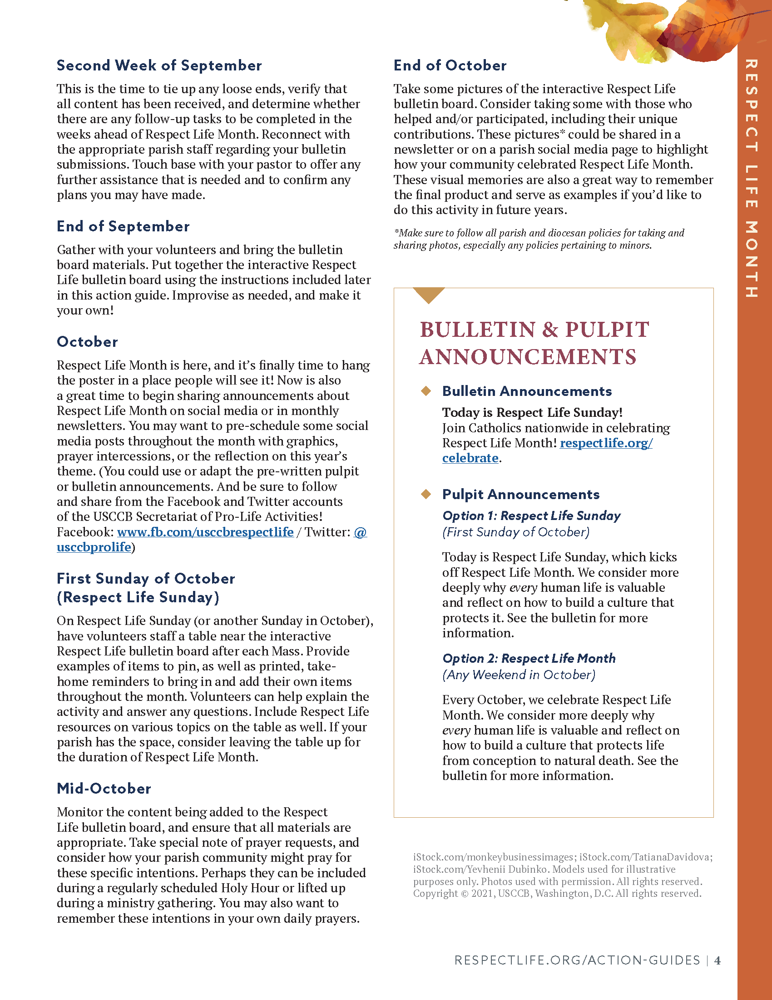 Second Week of September
This is the time to tie up any loose ends, verify that
all content has been received, and determine whether
there are any follow-up tasks to be completed in the
weeks ahead of Respect Life Month. Reconnect with
the appropriate parish staff regarding your bulletin
submissions. Touch base with your pastor to offer any
further assistance that is needed and to confirm any
plans you may have made.
End of September
Gather with your volunteers and bring the bulletin
board materials. Put together the interactive Respect
Life bulletin board using the instructions included later
in this action guide. Improvise as needed, and make it
your own!
October
Respect Life Month is here, and it’s finally time to hang
the poster in a place people will see it! Now is also
a great time to begin sharing announcements about
Respect Life Month on social media or in monthly
newsletters. You may want to pre-schedule some social
media posts throughout the month with graphics,
prayer intercessions, or the reflection on this year’s
theme. (You could use or adapt the pre-written pulpit
or bulletin announcements. And be sure to follow
and share from the Facebook and Twitter accounts
of the USCCB Secretariat of Pro-Life Activities!
Facebook: www.fb.com/usccbrespectlife / Twitter: @
usccbprolife)
First Sunday of October
(Respect Life Sunday)
On Respect Life Sunday (or another Sunday in October),
have volunteers staff a table near the interactive
Respect Life bulletin board after each Mass. Provide
examples of items to pin, as well as printed, take-
home reminders to bring in and add their own items
throughout the month. Volunteers can help explain the
activity and answer any questions. Include Respect Life
resources on various topics on the table as well. If your
parish has the space, consider leaving the table up for
the duration of Respect Life Month.
Mid-October
Monitor the content being added to the Respect
Life bulletin board, and ensure that all materials are
appropriate. Take special note of prayer requests, and
consider how your parish community might pray for
these specific intentions. Perhaps they can be included
during a regularly scheduled Holy Hour or lifted up
during a ministry gathering. You may also want to
remember these intentions in your own daily prayers.
End of October
Take some pictures of the interactive Respect Life
bulletin board. Consider taking some with those who
helped and/or participated, including their unique
contributions. These pictures* could be shared in a
newsletter or on a parish social media page to highlight
how your community celebrated Respect Life Month.
These visual memories are also a great way to remember
the final product and serve as examples if you’d like to
do this activity in future years.
*Make sure to follow all parish and diocesan policies for taking and
sharing photos, especially any policies pertaining to minors.
BULLETIN & PULPIT
ANNOUNCEMENTS
◆ Bulletin Announcements
Today is Respect Life Sunday!
Join Catholics nationwide in celebrating
Respect Life Month! respectlife.org/
celebrate.
◆ Pulpit Announcements
Option 1: Respect Life Sunday
(First Sunday of October)
Today is Respect Life Sunday, which kicks
off Respect Life Month. We consider more
deeply why every human life is valuable
and reflect on how to build a culture that
protects it. See the bulletin for more
information.
Option 2: Respect Life Month
(Any Weekend in October)
Every October, we celebrate Respect Life
Month. We consider more deeply why
every human life is valuable and reflect on
how to build a culture that protects life
from conception to natural death. See the
bulletin for more information.
iStock.com/monkeybusinessimages; iStock.com/TatianaDavidova;
iStock.com/Yevhenii Dubinko. Models used for illustrative
purposes only. Photos used with permission. All rights reserved.
Copyright © 2021, USCCB, Washington, D.C. All rights reserved.
RESPECTLIFE.ORG/ACTION-GUIDES | 4
RESPECT LIFE MONTH